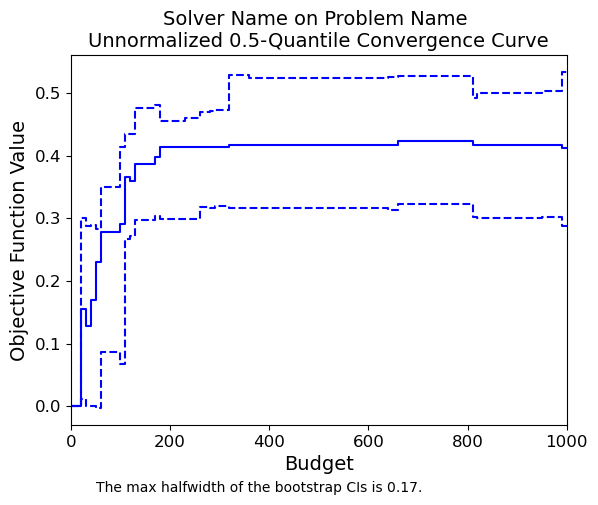 Solver Name on Problem Name
Unnormalized 0.5-Quantile Convergence Curve
Objective Function Value
0.5
0.4
0.3
0.2
0.1
0.0
0 200 400 600 800 1000
Budget
The max halfwidth of the bootstrap CIs is 0.17.